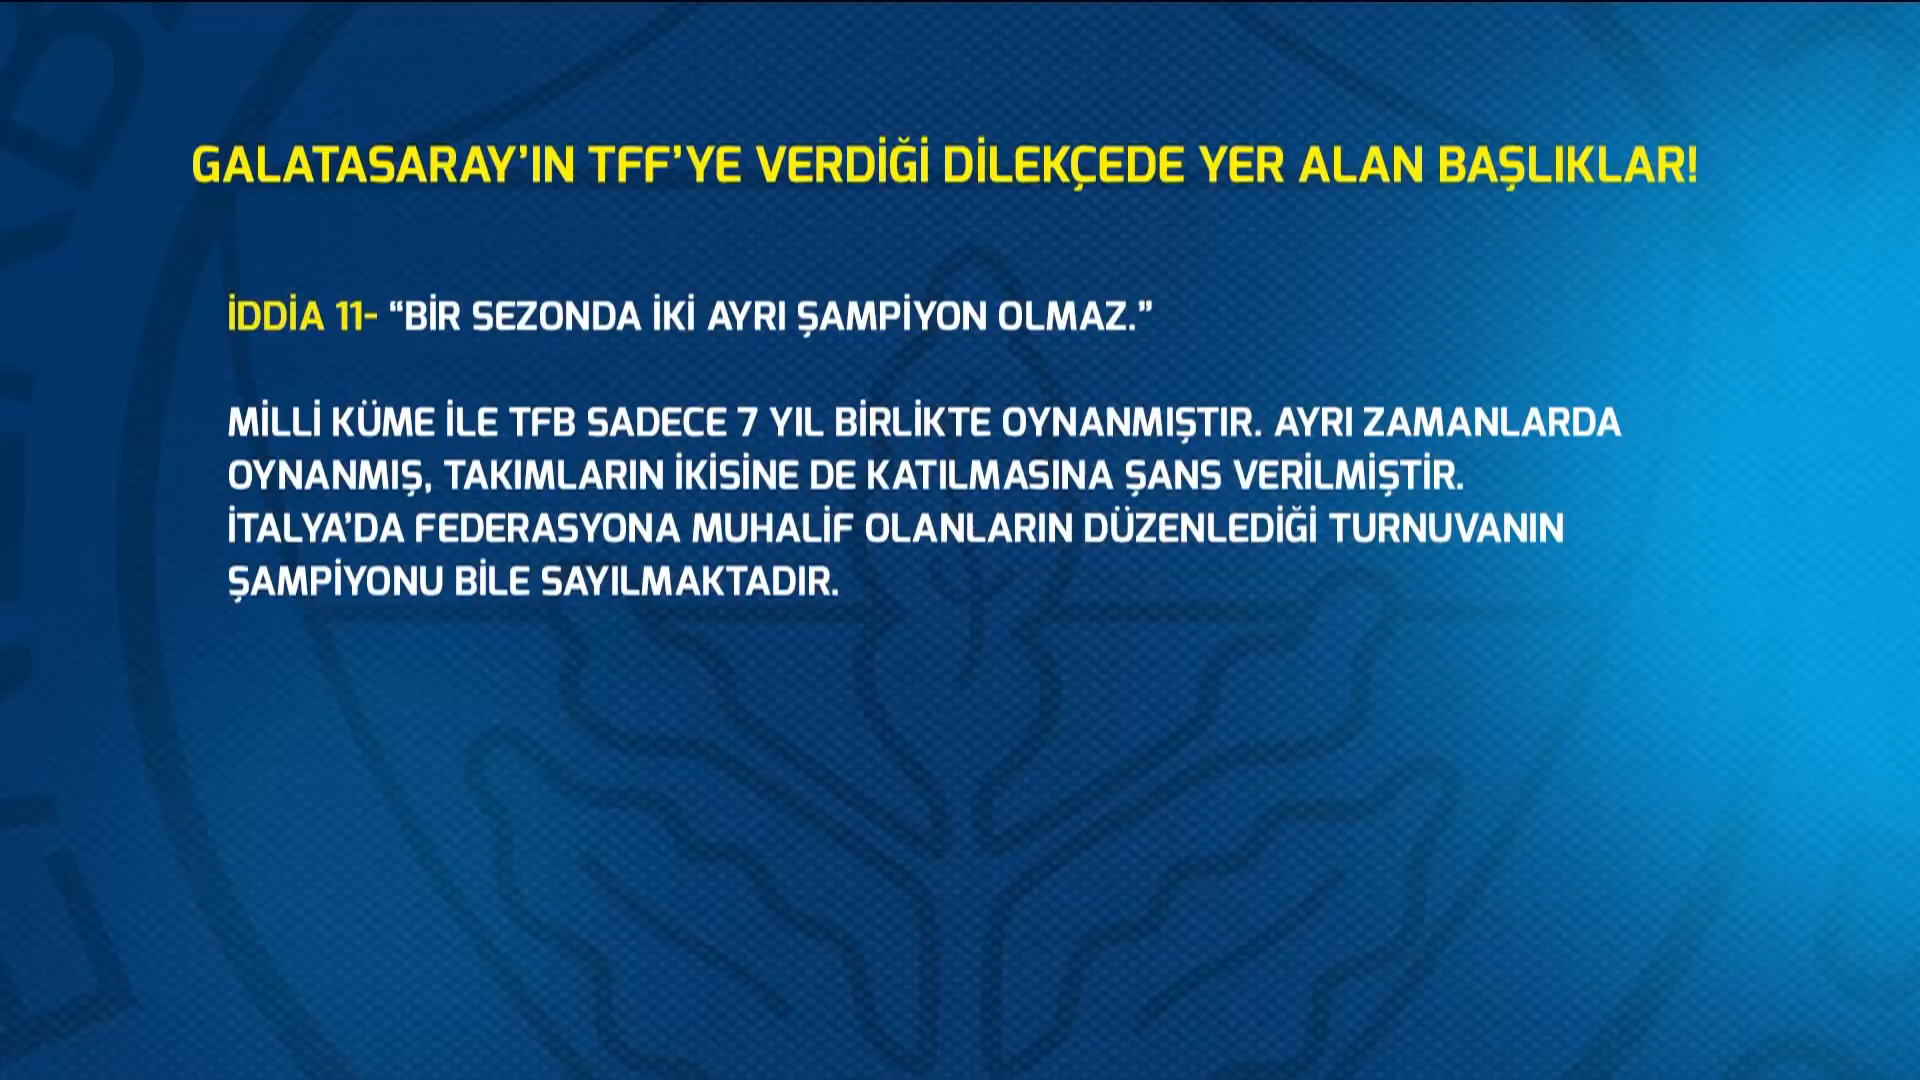 GALATASARAY’IN TFF’YE VERDİĞİ DİLEKÇEDE YER ALAN BAŞLIKLAR!
İDDİA 11- “BİR SEZONDA İKİ AYRI ŞAMPİYON OLMAZ.”
MİLLİ KÜME İLE TFB SADECE 7 YIL BİRLİKTE OYNANMIŞTIR. AYRI ZAMANLARDA
OYNANMIŞ, TAKIMLARIN İKİSİNE DE KATILMASINA ŞANS VERİLMİŞTİR.
İTALYA’DA FEDERASYONA MUHALİF OLANLARIN DÜZENLEDİĞİ TURNUVANIN
ŞAMPİYONU BİLE SAYILMAKTADIR.